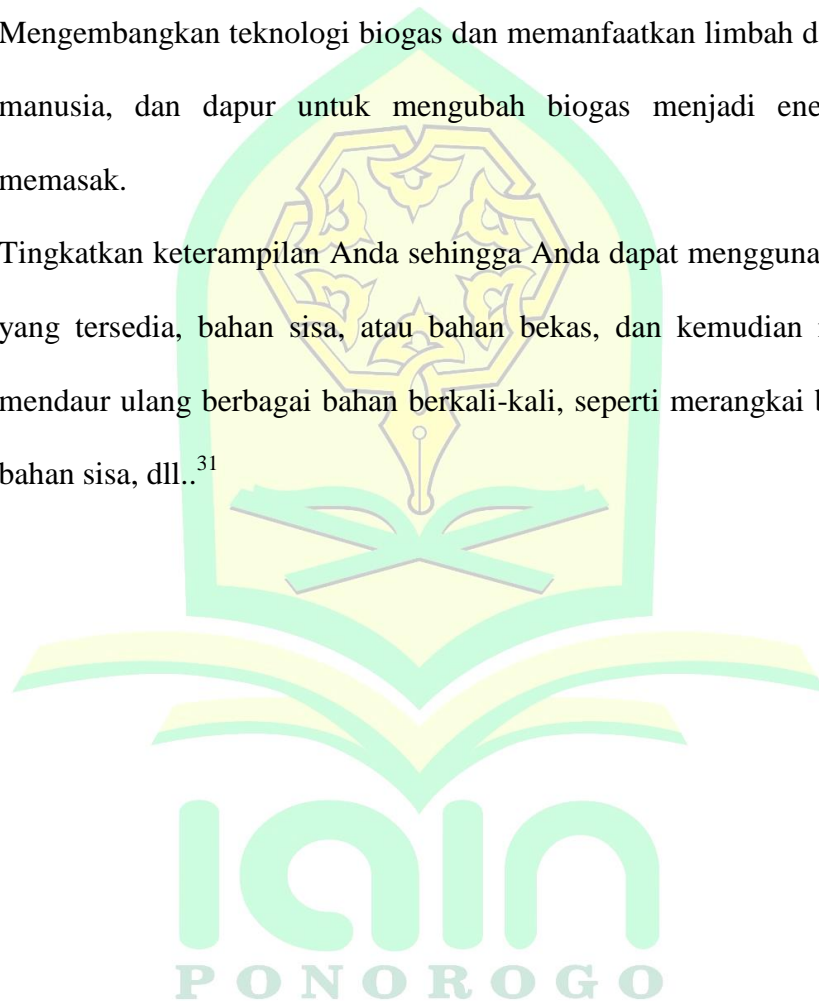 Mengembangkan teknologi biogas dan memanfaatkan limbah d
manusia, dan dapur untuk mengubah biogas menjadi ene
memasak.
Tingkatkan keterampilan Anda sehingga Anda dapat mengguna
yang tersedia, bahan sisa, atau bahan bekas, dan kemudian
mendaur ulang berbagai bahan berkali-kali, seperti merangkai b
bahan sisa, dll..31
iain
PONOROGO